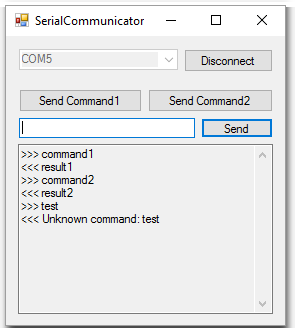 SerialCommunicator
COM5
Disconnect
Send Command1
Send Command2
Send
>>> command1
<<< result1
>>> command2
<<< result2
>>> test
<<< Unknown command: test